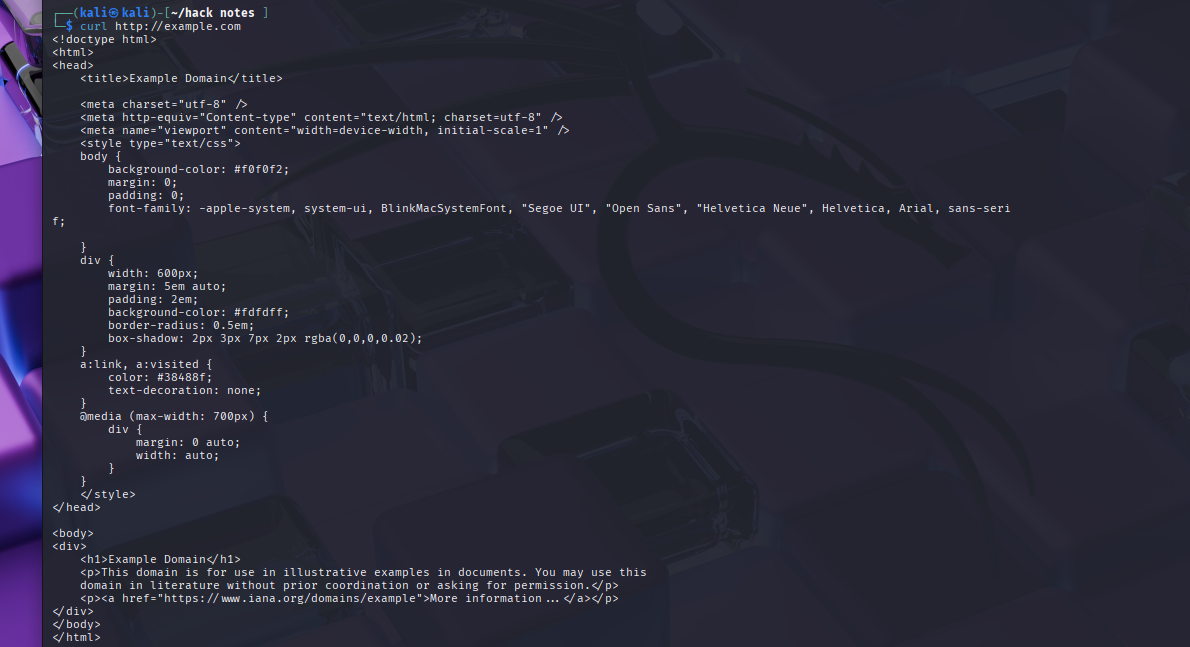 ┌──(kali㉿kali)-[~/hack notes ]
└─$ curl http://example.com
<!doctype html>
<html>
<head>
    <title>Example Domain</title>

    <meta charset="utf-8" />
    <meta http-equiv="Content-type" content="text/html; charset=utf-8" />
    <meta name="viewport" content="width=device-width, initial-scale=1" />
    <style type="text/css">
    body {
        background-color: #f0f0f2;
        margin: 0;
        padding: 0;
        font-family: -apple-system, system-ui, BlinkMacSystemFont, "Segoe UI", "Open Sans", "Helvetica Neue", Helvetica, Arial, sans-seri
f;

    }
    div {
        width: 600px;
        margin: 5em auto;
        padding: 2em;
        background-color: #fdfdff;
        border-radius: 0.5em;
        box-shadow: 2px 3px 7px 2px rgba(0,0,0,0.02);
    }
    a:link, a:visited {
        color: #38488f;
        text-decoration: none;
    }
    @media (max-width: 700px) {
        div {
            margin: 0 auto;
            width: auto;
        }
    }
    </style>
</head>

<body>
<div>
    <h1>Example Domain</h1>
    <p>This domain is for use in illustrative examples in documents. You may use this
    domain in literature without prior coordination or asking for permission.</p>
    <p><a href="https://www.iana.org/domains/example">More information...</a></p>
</div>
</body>
</html>